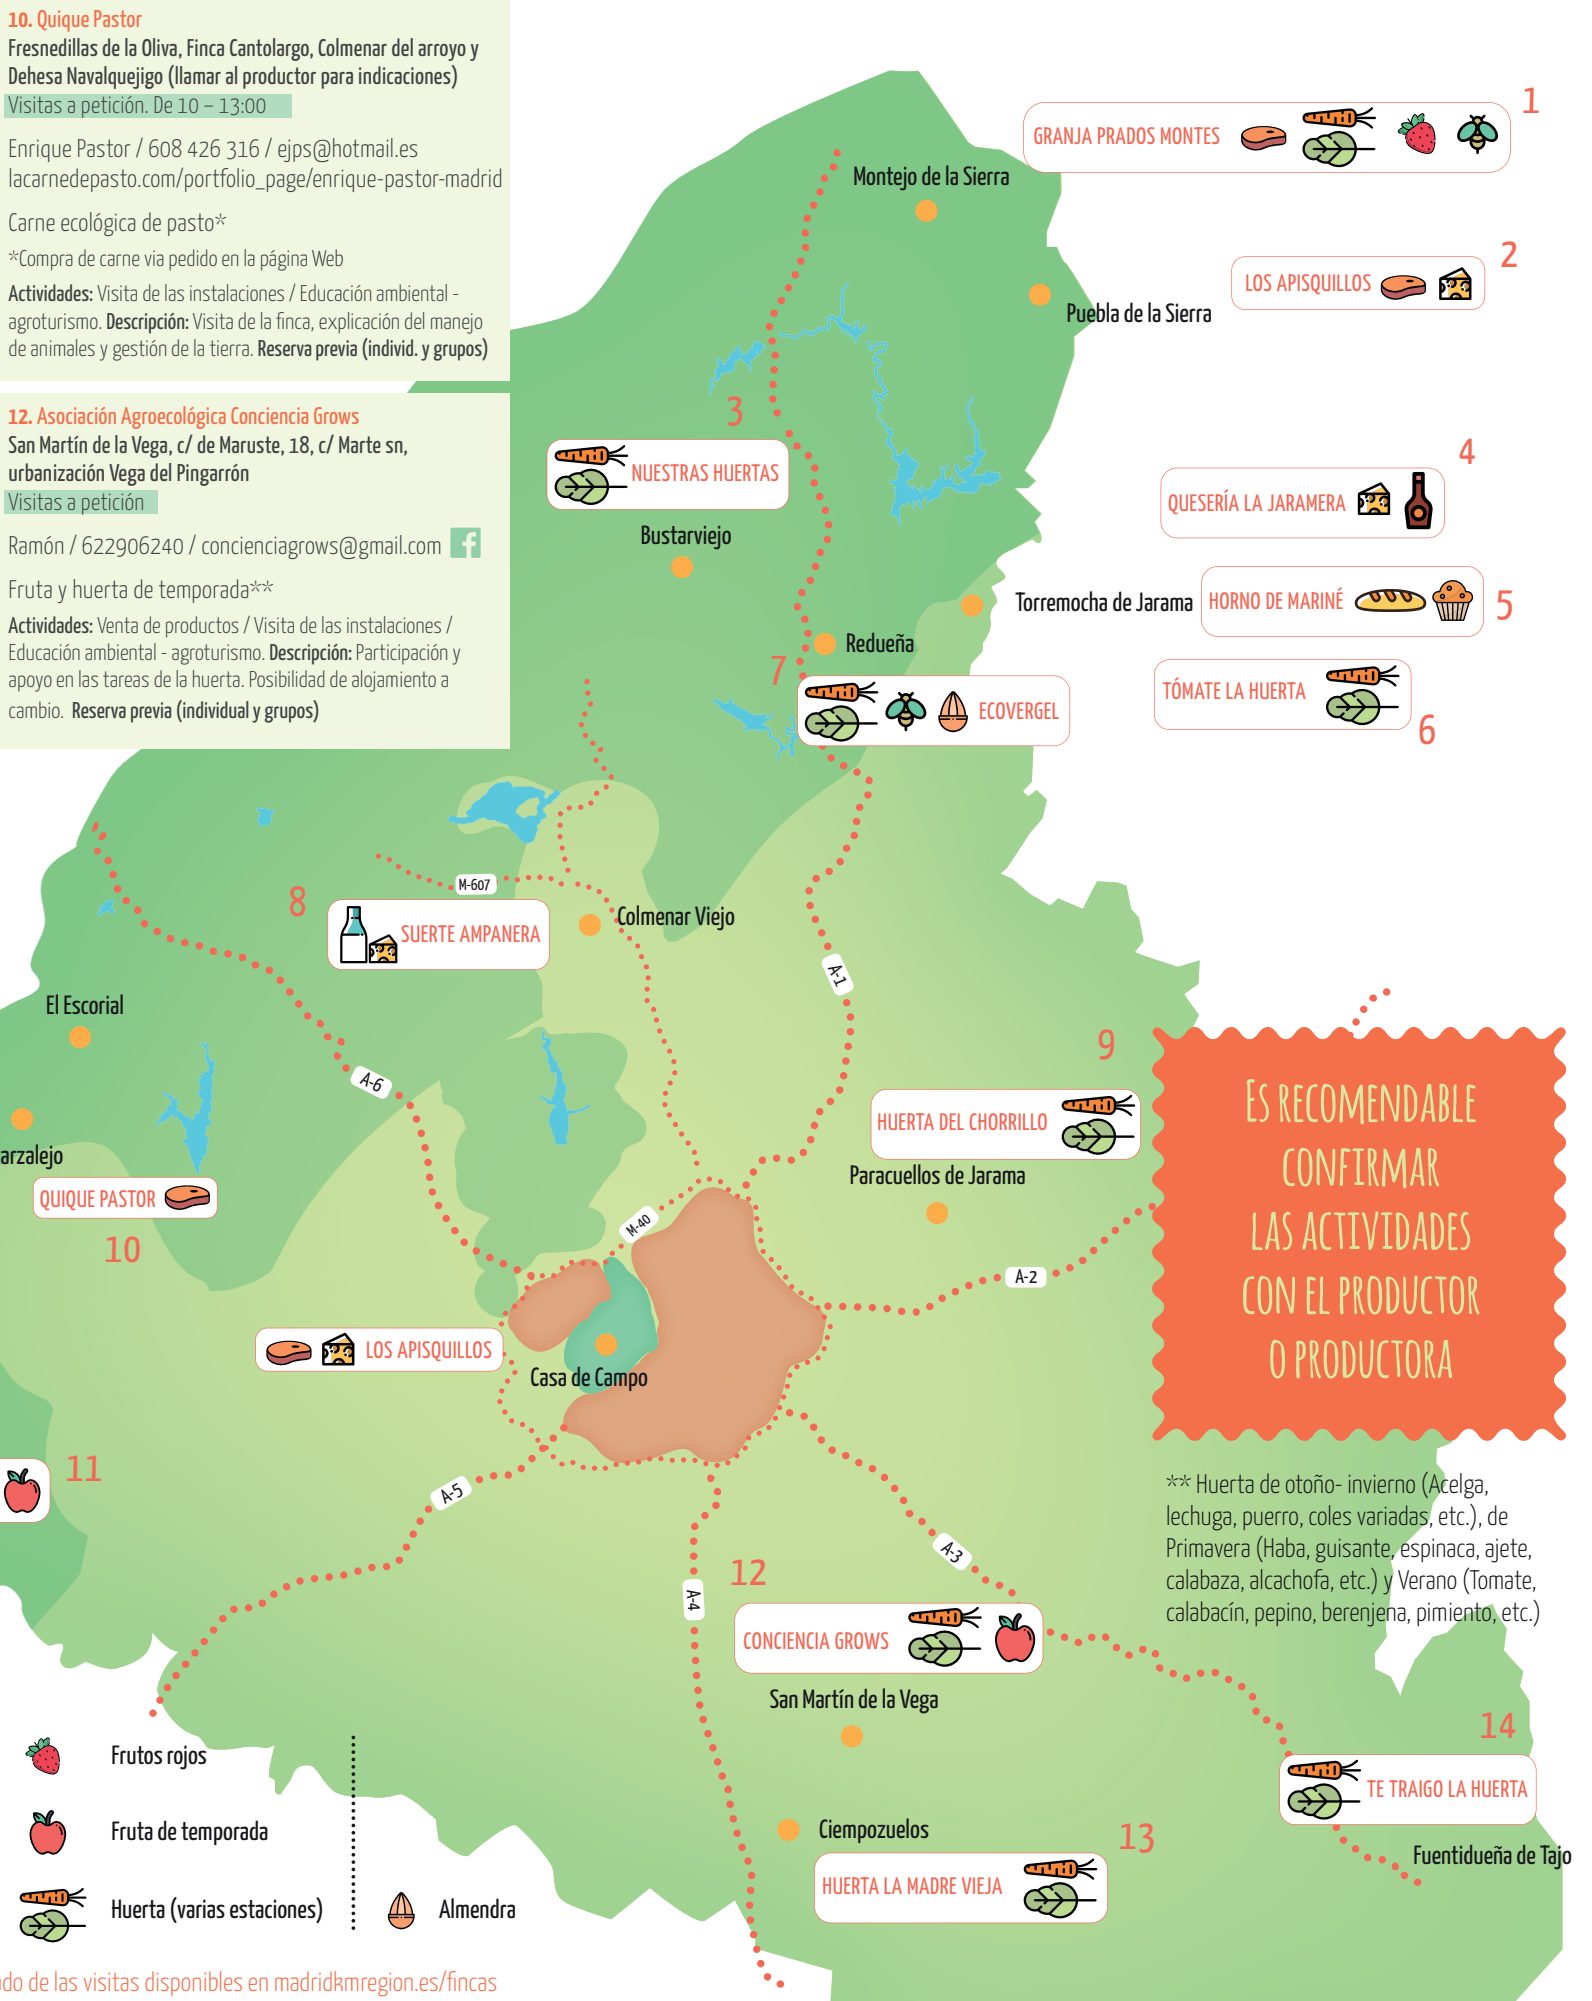 10. Quique Pastor
Fresnedillas de la Oliva, Finca Cantolargo, Colmenar del arroyo y
Dehesa Navalquejigo (llamar al productor para indicaciones)
Visitas a petición. De 10 – 13:00
Enrique Pastor / 608 426 316 / ejps@hotmail.es
lacarnedepasto.com/portfolio_page/enrique-pastor-madrid
Carne ecológica de pasto*
*Compra de carne via pedido en la página Web
Actividades: Visita de las instalaciones / Educación ambiental -
agroturismo. Descripción: Visita de la finca, explicación del manejo
de animales y gestión de la tierra. Reserva previa (individ. y grupos)
12. Asociación Agroecológica Conciencia Grows
San Martín de la Vega, c/ de Maruste, 18, c/ Marte sn,
urbanización Vega del Pingarrón
Visitas a petición
Ramón / 622906240 / concienciagrows@gmail.com
Fruta y huerta de temporada**
Actividades: Venta de productos / Visita de las instalaciones /
Educación ambiental - agroturismo. Descripción: Participación y
apoyo en las tareas de la huerta. Posibilidad de alojamiento a
cambio. Reserva previa (individual y grupos)
1
GRANJA PRADOS MONTES
Montejo de la Sierra
2
LOS APISQUILLOS
Puebla de la Sierra
3
NUESTRAS HUERTAS
Bustarviejo
4
QUESERÍA LA JARAMERA
Torremocha de Jarama
HORNO DE MARINÉ
5
Redueña
7
ECOVERGEL
TÓMATE LA HUERTA
6
M-607
8
SUERTE AMPANERA
Colmenar Viejo
A-1
El Escorial
A-6
9
HUERTA DEL CHORRILLO
Paracuellos de Jarama
arzalejo
QUIQUE PASTOR
10
M-40
A-2
ES RECOMENDABLE
CONFIRMAR
LAS ACTIVIDADES
CON EL PRODUCTOR
O PRODUCTORA
LOS APISQUILLOS
Casa de Campo
11
A-5
** Huerta de otoño- invierno (Acelga,
lechuga, puerro, coles variadas, etc.), de
Primavera (Haba, guisante, espinaca, ajete,
calabaza, alcachofa, etc.) y Verano (Tomate,
calabacín, pepino, berenjena, pimiento, etc.)
A-3
12
A-4
CONCIENCIA GROWS
San Martín de la Vega
14
TE TRAIGO LA HUERTA
Fuentidueña de Tajo
Ciempozuelos
13
HUERTA LA MADRE VIEJA
Frutos rojos
Fruta de temporada
Huerta (varias estaciones)
Almendra
do de las visitas disponibles en madridkmregion.es/fincas